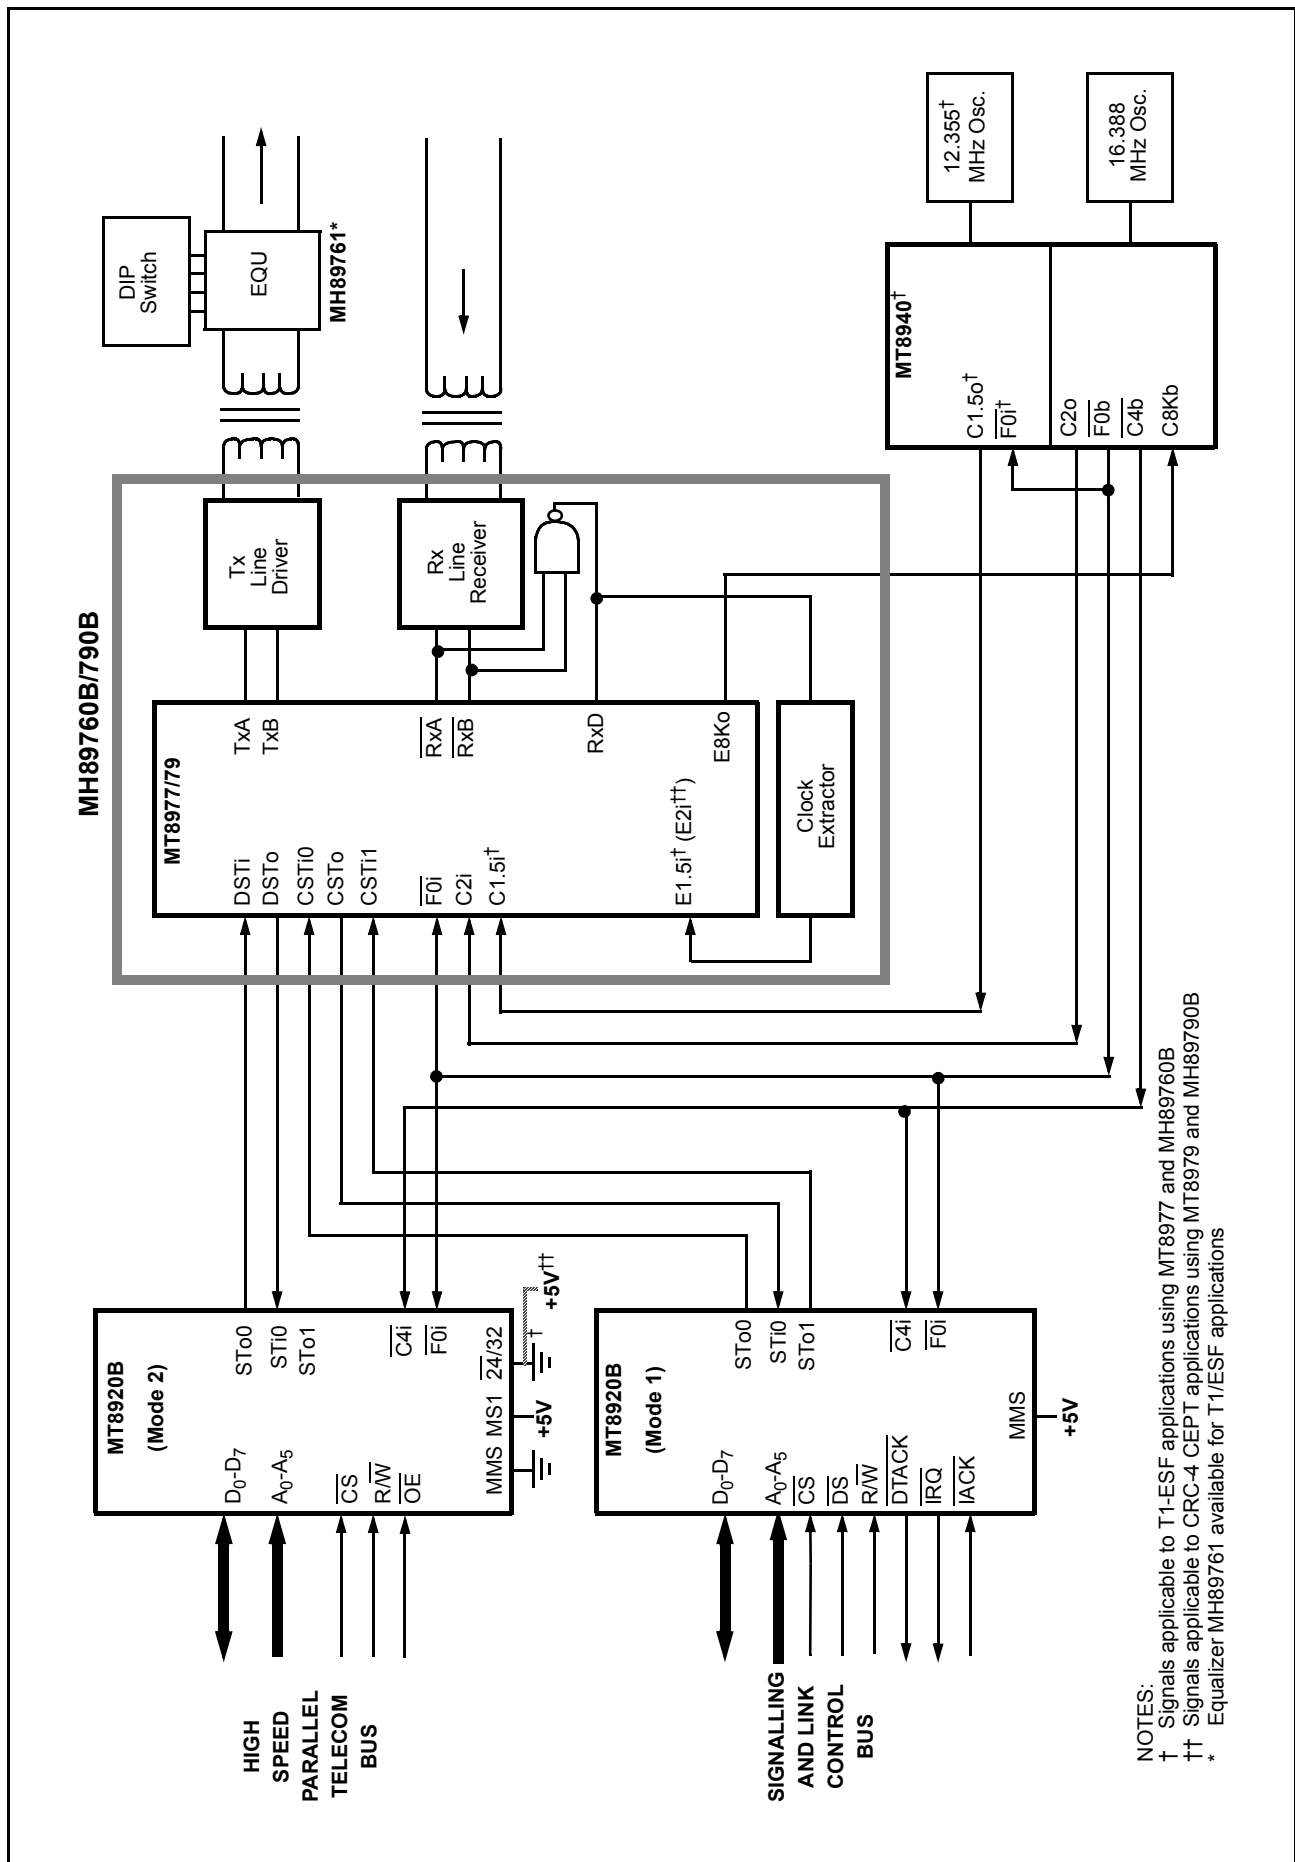 HIGH
SPEED
PARALLEL
TELECOM
BUS
MT8920B
(Mode 2)
D0-D7
A0-A5
CS
R/W
OE
STo0
STi0
STo1
C4i
F0i
MMS MS1 24/32
+5V
†
+5V††
SIGNALLING
AND LINK
CONTROL
BUS
MT8920B
(Mode 1)
D0-D7
A0-A5
CS
DS
R/W
DTACK
IRQ
IACK
STo0
STi0
STo1
C4i
F0i
MMS
+5V
MH89760B/790B
MT8977/79
DSTi
DSTo
CSTi0
CSTo
CSTi1
F0i
C2i
C1.5i†
E1.5i† (E2i††)
TxA
TxB
RxA
RxB
RxD
E8Ko
Clock
Extractor
Tx
Line
Driver
Rx
Line
Receiver
DIP
Switch
EQU
MH89761*
MT8940†
C1.5o†
F0i†
C2o
F0b
C4b
C8Kb
12.355†
MHz Osc.
16.388
MHz Osc.
NOTES:
† Signals applicable to T1-ESF applications using MT8977 and MH89760B
†† Signals applicable to CRC-4 CEPT applications using MT8979 and MH89790B
* Equalizer MH89761 available for T1/ESF applications